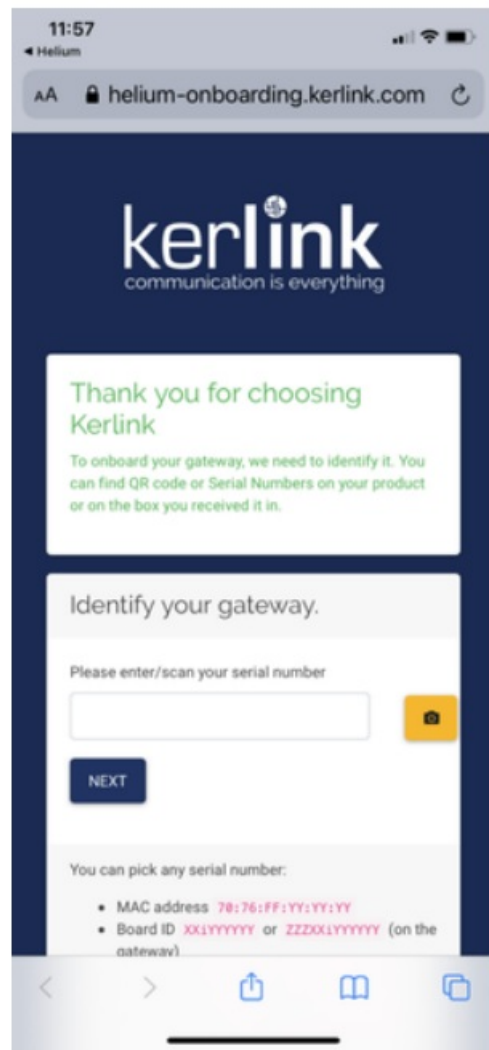 11:57
◀ Helium
AA helium-onboarding.kerlink.com
kerlink
communication is everything
Thank you for choosing
Kerlink
To onboard your gateway, we need to identify it. You
can find QR code or Serial Numbers on your product
or on the box you received it in.
Identify your gateway.
Please enter/scan your serial number
NEXT
You can pick any serial number:
• MAC address 70:76:FF:YY:YY:YY
• Board ID XXiYYYYYY or ZZZXXiYYYYYY (on the
gateway)